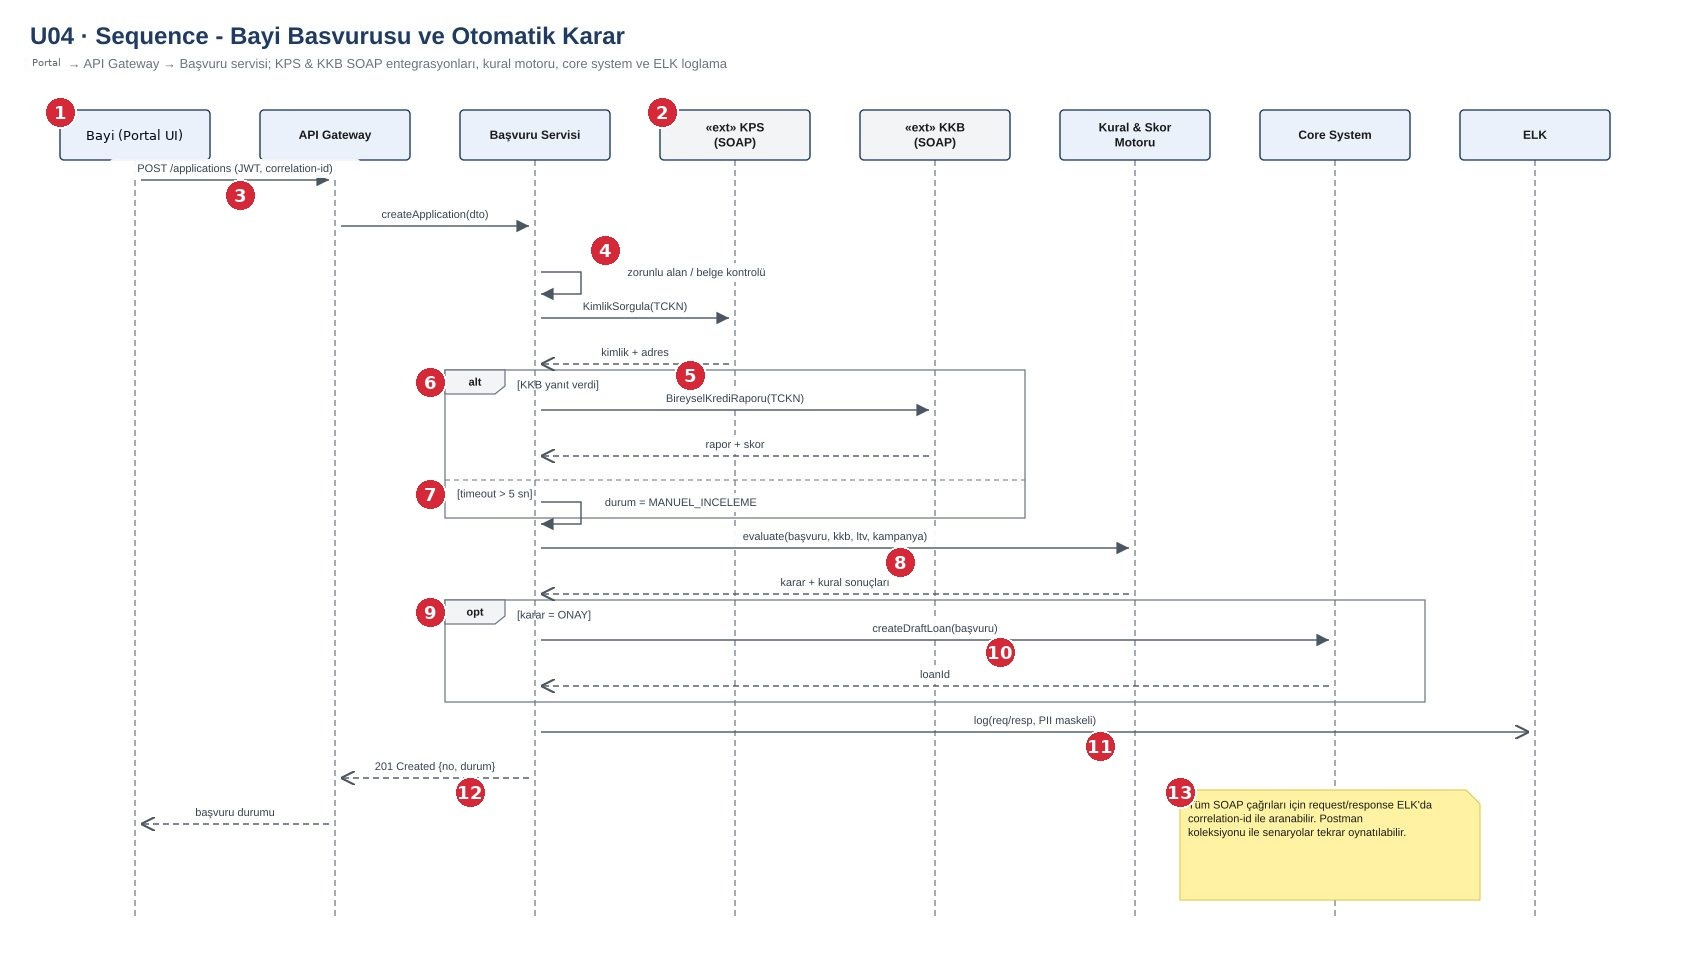 U04 · Sequence - Bayi Basvurusu ve Otomatik Karar
Portal → API Gateway → Başvuru servisi; KPS & KKB SOAP entegrasyonları, kural motoru, core system ve ELK loglama
1
2
Bayi (Portal UI)
API Gateway
Başvuru Servisi
«ext» KPS
(SOAP)
«ext» KKB
(SOAP)
Kural & Skor
Motoru
Core System
ELK
POST /applications (JWT, correlation-id)
3
createApplication(dto)
4
zorunlu alan / belge kontrolü
KimlikSorgula(TCKN)
kimlik + adres
5
6
alt
[KKB yanıt verdi]
BireyselKrediRaporu(TCKN)
rapor + skor
7
[timeout > 5 sn]
durum = MANUEL_INCELEME
evaluate(başvuru, kkb, ltv, kampanya)
8
karar + kural sonuçları
9
opt
[karar = ONAY]
createDraftLoan(başvuru)
10
loanId
log(req/resp, PII maskeli)
11
201 Created {no, durum}
12
başvuru durumu
13
Tüm SOAP çağrıları için request/response ELK'da
correlation-id ile aranabilir. Postman
koleksiyonu ile senaryolar tekrar oynatılabilir.